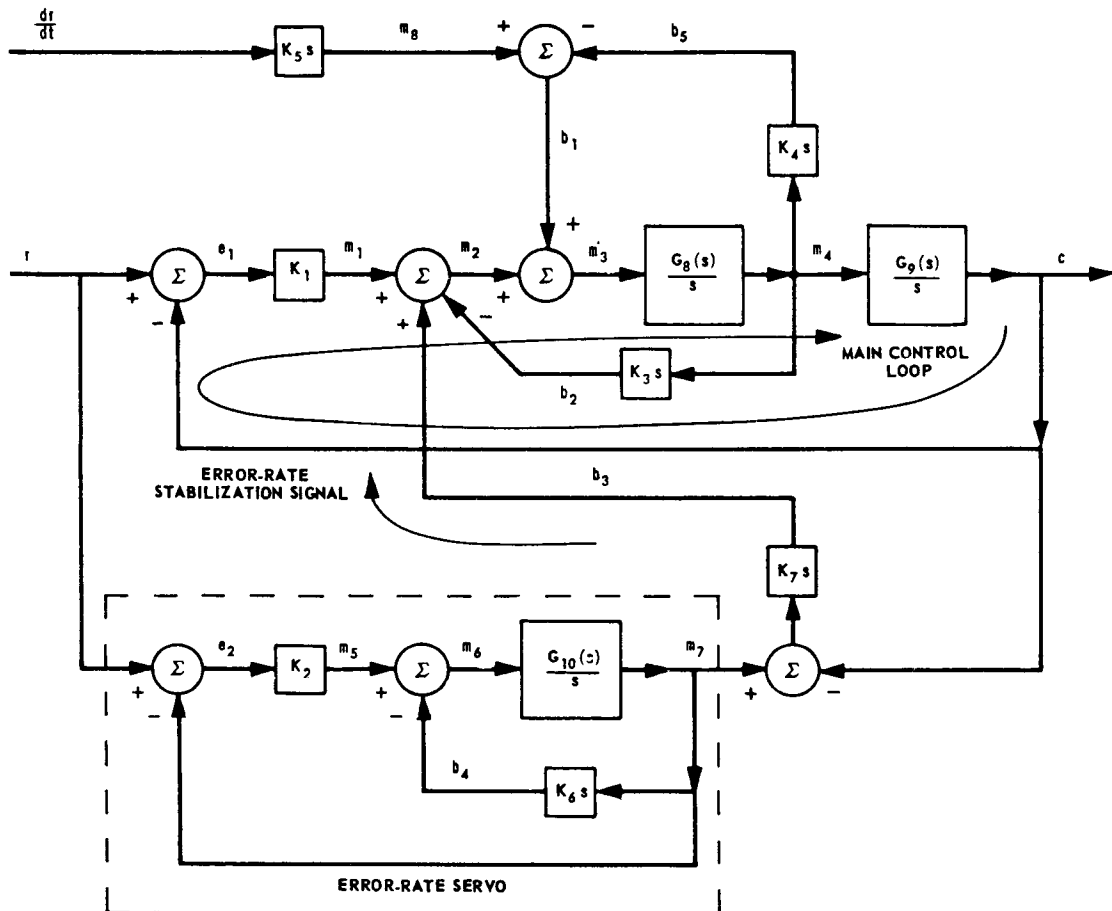 dr
dt
K5 s
m8
+ Σ −
b5
b1
K4 s
r
+ Σ −
e1
K1
m1
+ Σ − +
m2
+ Σ +
m3
G8(s)
s
m4
G9(s)
s
c
MAIN CONTROL
LOOP
K3 s
b2
ERROR-RATE
STABILIZATION SIGNAL
b3
K7 s
+ Σ −
e2
K2
m5
+ Σ −
m6
G10(s)
s
m7
+ Σ −
b4
K6 s
ERROR-RATE SERVO